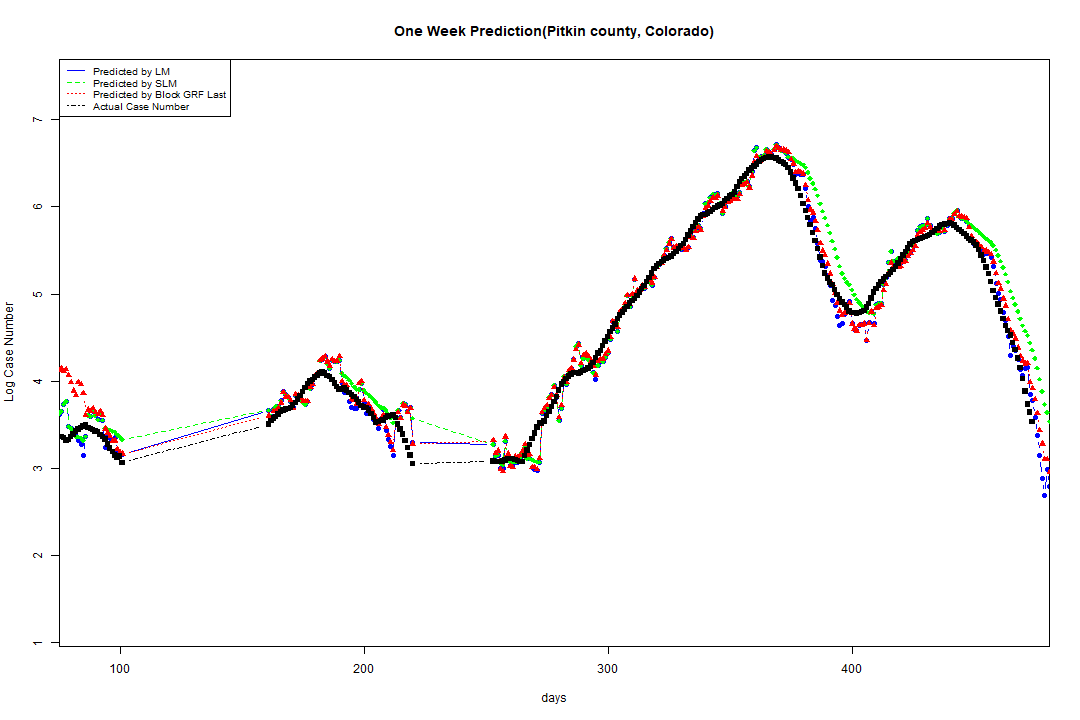 One Week Prediction(Pitkin county, Colorado)
Predicted by LM
Predicted by SLM
Predicted by Block GRF Last
Actual Case Number
7
6
5
4
3
2
1
Log Case Number
100 200 300 400
days